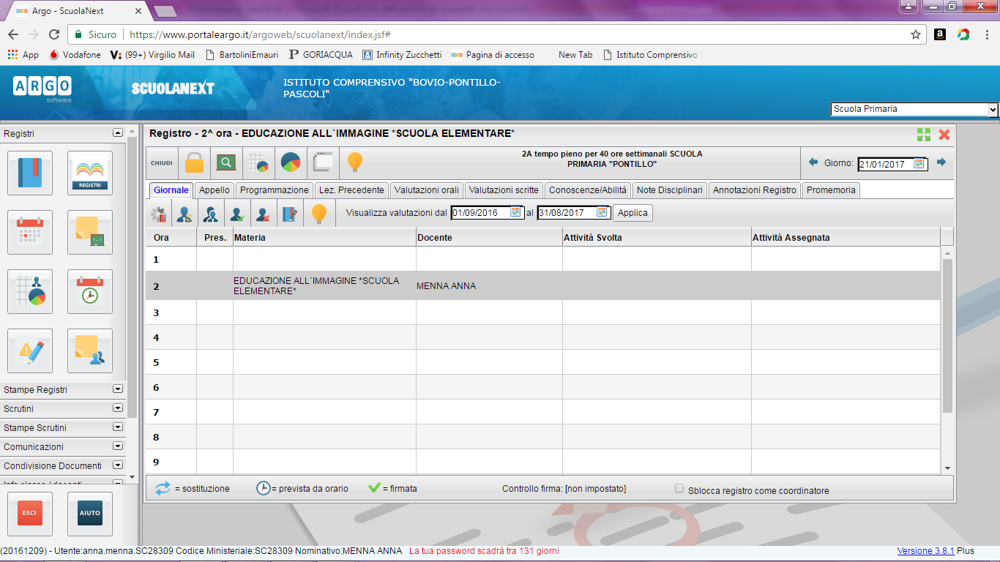 Argo - ScuolaNext
Sicuro https://www.portaleargo.it/argoweb/scuolanext/index.jsf#
App Vodafone (99+) Virgilio Mail BartoliniEmauri GORIACQUA Infinity Zucchetti Pagina di accesso New Tab Istituto Comprensivo
ARGO
software
SCUOLANEXT
ISTITUTO COMPRENSIVO "BOVIO-PONTILLO-
PASCOLI"
Scuola Primaria
Registri
REGISTRI
Stampe Registri
Scrutini
Stampe Scrutini
Comunicazioni
Condivisione Documenti
ESCI AIUTO
Registro - 2^ ora - EDUCAZIONE ALL`IMMAGINE *SCUOLA ELEMENTARE*
CHIUDI
2A tempo pieno per 40 ore settimanali SCUOLA
PRIMARIA "PONTILLO"
Giorno: 21/01/2017
Giornale Appello Programmazione Lez. Precedente Valutazioni orali Valutazioni scritte Conoscenze/Abilità Note Disciplinari Annotazioni Registro Promemoria
Visualizza valutazioni dal 01/09/2016 al 31/08/2017 Applica
Ora Pres. Materia Docente Attività Svolta Attività Assegnata
1
2 EDUCAZIONE ALL`IMMAGINE *SCUOLA
ELEMENTARE* MENNA ANNA
3
4
5
6
7
8
9
= sostituzione = prevista da orario = firmata Controllo firma: [non impostato] Sblocca registro come coordinatore
(20161209) - Utente:anna.menna.SC28309 Codice Ministeriale:SC28309 Nominativo:MENNA ANNA La tua password scadrà tra 131 giorni Versione 3.8.1 Plus